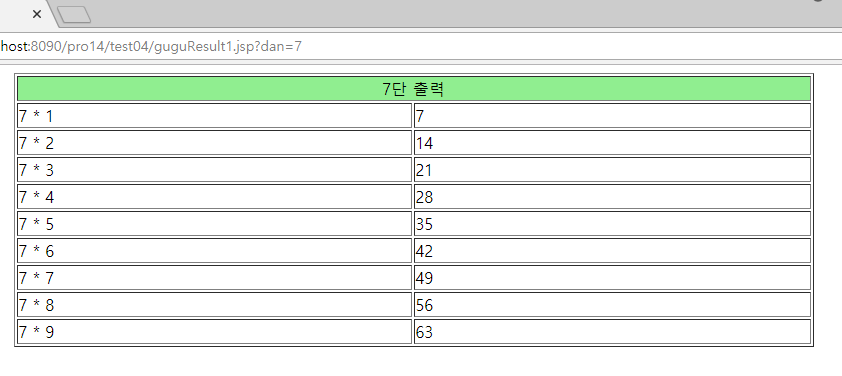 host:8090/pro14/test04/guguResult1.jsp?dan=7
7단 출력
7 * 1 7
7 * 2 14
7 * 3 21
7 * 4 28
7 * 5 35
7 * 6 42
7 * 7 49
7 * 8 56
7 * 9 63